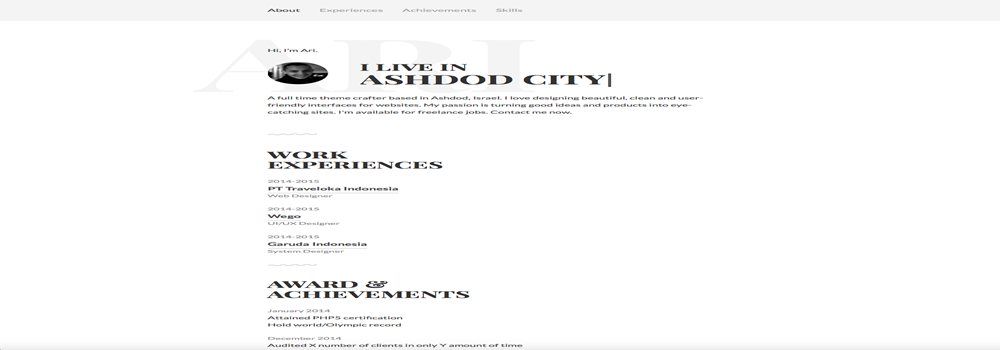 About Experiences Achievements Skills
ARI
Hi, I'm Ari.
I LIVE IN
ASHDOD CITY|
A full time theme crafter based in Ashdod, Israel. I love designing beautiful, clean and user-
friendly interfaces for websites. My passion is turning good ideas and products into eye-
catching sites. I'm available for freelance jobs. Contact me now.
WORK
EXPERIENCES
2014-2015
PT Traveloka Indonesia
Web Designer
2014-2015
Wego
UI/UX Designer
2014-2015
Garuda Indonesia
System Designer
AWARD &
ACHIEVEMENTS
January 2014
Attained PHP5 certification
Hold world/Olympic record
December 2014
Audited X number of clients in only Y amount of time